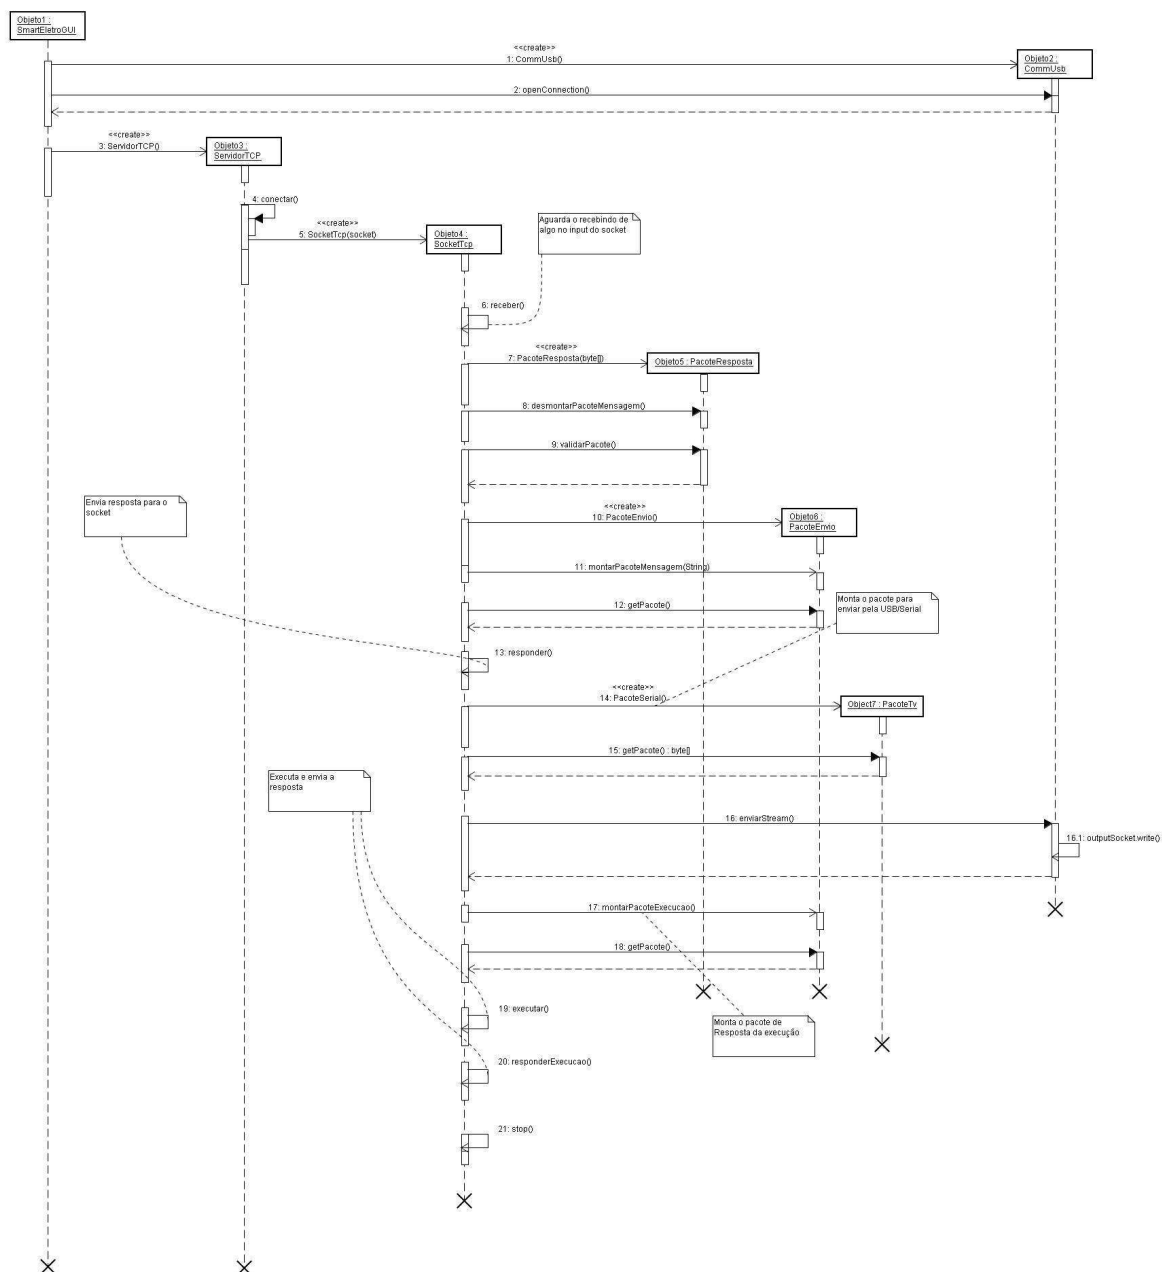 Objeto1 :
SmartEletroGUI
<<create>>
1: CommUsb()
Objeto2 :
CommUsb
2: openConnection()
<<create>>
3: ServidorTCP()
Objeto3 :
ServidorTCP
4: conectar()
<<create>>
5: SocketTcp(socket)
Objeto4 :
SocketTcp
Aguarda o recebindo de
algo no input do socket
6: receber()
<<create>>
7: PacoteResposta(byte[])
Objeto5 : PacoteResposta
8: desmontarPacoteMensagem()
9: validarPacote()
Envia resposta para o
socket
<<create>>
10: PacoteEnvio()
Objeto6 :
PacoteEnvio
11: montarPacoteMensagem(String)
Monta o pacote para
enviar pela USB/Serial
12: getPacote()
13: responder()
<<create>>
14: PacoteSerial()
Object7 : PacoteTv
15: getPacote() : byte[]
Executa e envia a
resposta
16: enviarStream()
16.1: outputSocket.write()
17: montarPacoteExecucao()
18: getPacote()
19: executar()
Monta o pacote de
Resposta da execução
20: responderExecucao()
21: stop()